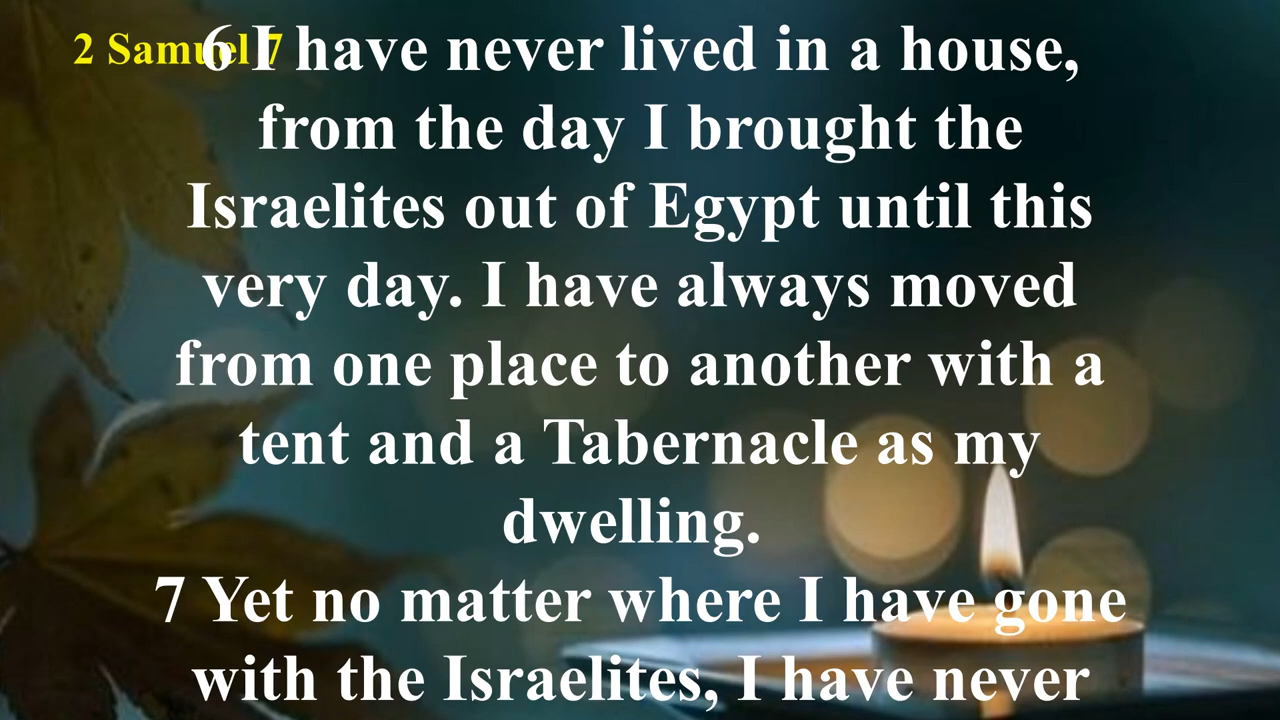 2 Samuel 7
6 I have never lived in a house,
from the day I brought the
Israelites out of Egypt until this
very day. I have always moved
from one place to another with a
tent and a Tabernacle as my
dwelling.
7 Yet no matter where I have gone
with the Israelites, I have never